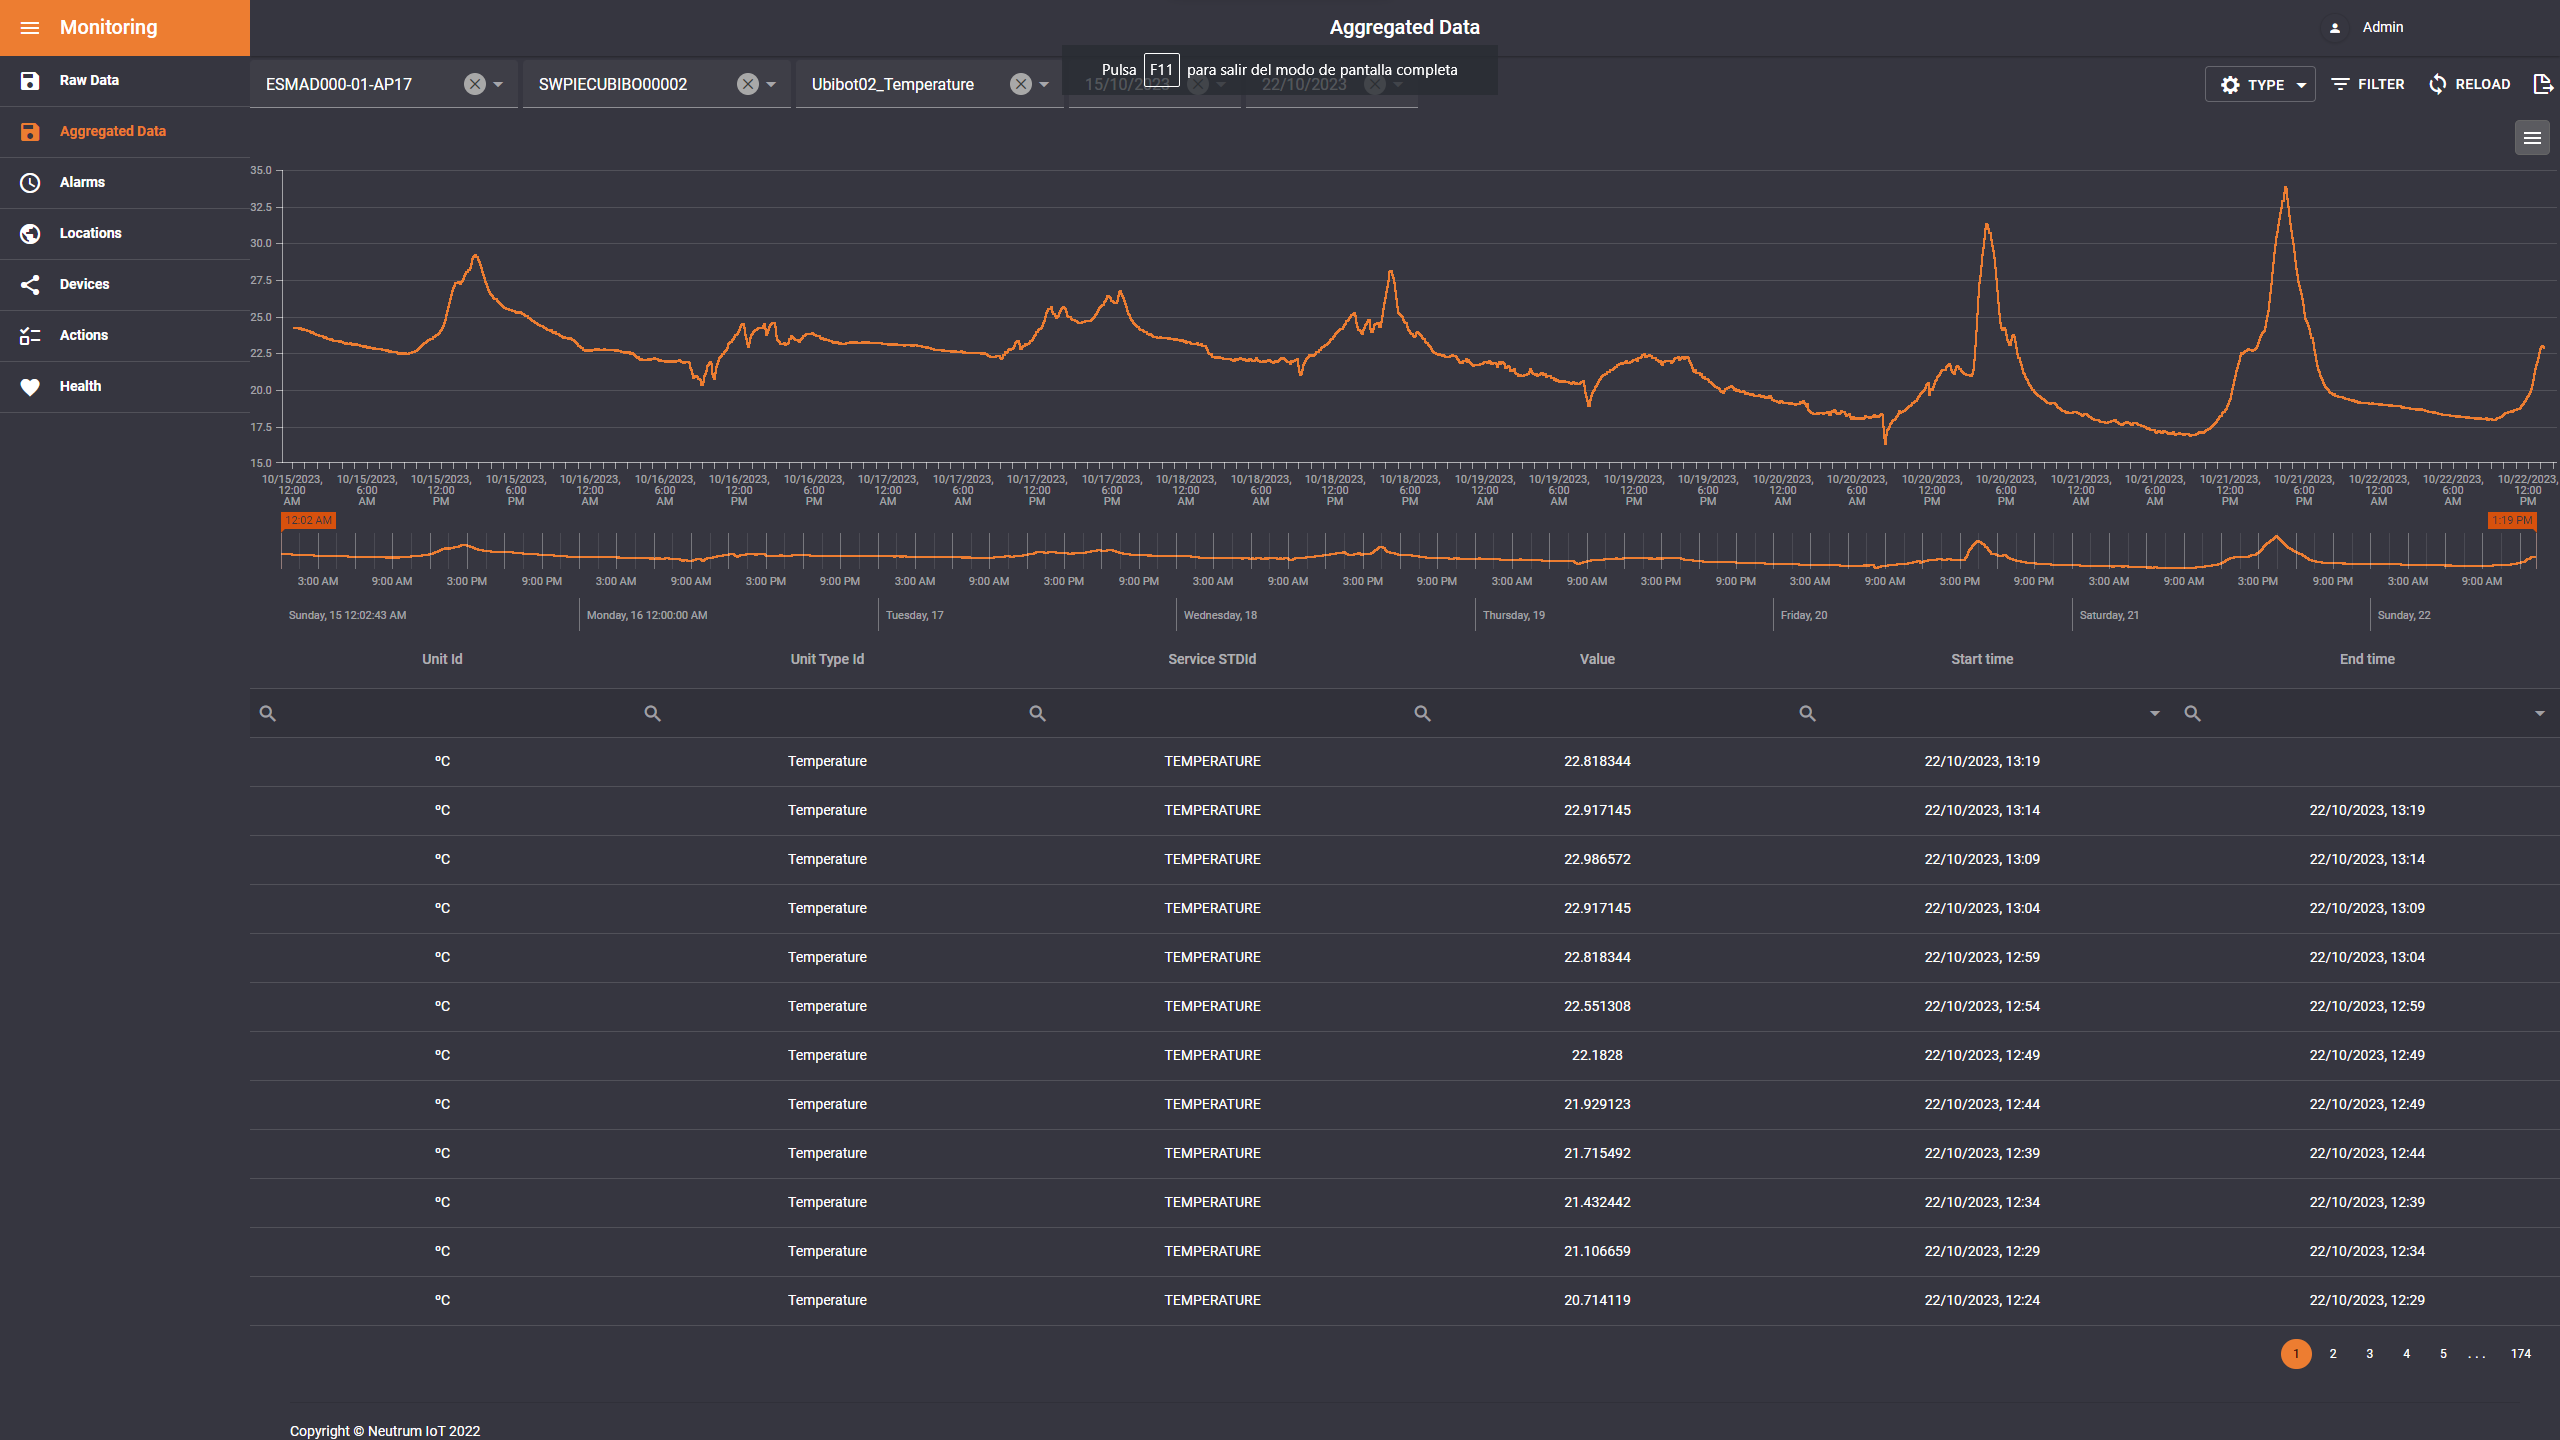 Monitoring
Aggregated Data
Admin
Raw Data
Aggregated Data
Alarms
Locations
Devices
Actions
Health
ESMAD000-01-AP17
SWPIECUBIBO00002
Ubibot02_Temperature
15/10/2023
22/10/2023
Pulsa F11 para salir del modo de pantalla completa
TYPE
FILTER
RELOAD
35.0
32.5
30.0
27.5
25.0
22.5
20.0
17.5
15.0
10/15/2023, 12:00 AM
10/15/2023, 6:00 AM
10/15/2023, 12:00 PM
10/15/2023, 6:00 PM
10/16/2023, 12:00 AM
10/16/2023, 6:00 AM
10/16/2023, 12:00 PM
10/16/2023, 6:00 PM
10/17/2023, 12:00 AM
10/17/2023, 6:00 AM
10/17/2023, 12:00 PM
10/17/2023, 6:00 PM
10/18/2023, 12:00 AM
10/18/2023, 6:00 AM
10/18/2023, 12:00 PM
10/18/2023, 6:00 PM
10/19/2023, 12:00 AM
10/19/2023, 6:00 AM
10/19/2023, 12:00 PM
10/19/2023, 6:00 PM
10/20/2023, 12:00 AM
10/20/2023, 6:00 AM
10/20/2023, 12:00 PM
10/20/2023, 6:00 PM
10/21/2023, 12:00 AM
10/21/2023, 6:00 AM
10/21/2023, 12:00 PM
10/21/2023, 6:00 PM
10/22/2023, 12:00 AM
10/22/2023, 6:00 AM
10/22/2023, 12:00 PM
12:02 AM
1:19 PM
3:00 AM 9:00 AM 3:00 PM 9:00 PM 3:00 AM 9:00 AM 3:00 PM 9:00 PM 3:00 AM 9:00 AM 3:00 PM 9:00 PM 3:00 AM 9:00 AM 3:00 PM 9:00 PM 3:00 AM 9:00 AM 3:00 PM 9:00 PM 3:00 AM 9:00 AM 3:00 PM 9:00 PM 3:00 AM 9:00 AM 3:00 PM 9:00 PM 3:00 AM 9:00 AM
Sunday, 15 12:02:43 AM Monday, 16 12:00:00 AM Tuesday, 17 Wednesday, 18 Thursday, 19 Friday, 20 Saturday, 21 Sunday, 22
Unit Id Unit Type Id Service STDId Value Start time End time
ºC Temperature TEMPERATURE 22.818344 22/10/2023, 13:19
ºC Temperature TEMPERATURE 22.917145 22/10/2023, 13:14 22/10/2023, 13:19
ºC Temperature TEMPERATURE 22.986572 22/10/2023, 13:09 22/10/2023, 13:14
ºC Temperature TEMPERATURE 22.917145 22/10/2023, 13:04 22/10/2023, 13:09
ºC Temperature TEMPERATURE 22.818344 22/10/2023, 12:59 22/10/2023, 13:04
ºC Temperature TEMPERATURE 22.551308 22/10/2023, 12:54 22/10/2023, 12:59
ºC Temperature TEMPERATURE 22.1828 22/10/2023, 12:49 22/10/2023, 12:49
ºC Temperature TEMPERATURE 21.929123 22/10/2023, 12:44 22/10/2023, 12:49
ºC Temperature TEMPERATURE 21.715492 22/10/2023, 12:39 22/10/2023, 12:44
ºC Temperature TEMPERATURE 21.432442 22/10/2023, 12:34 22/10/2023, 12:39
ºC Temperature TEMPERATURE 21.106659 22/10/2023, 12:29 22/10/2023, 12:34
ºC Temperature TEMPERATURE 20.714119 22/10/2023, 12:24 22/10/2023, 12:29
1 2 3 4 5 ... 174
Copyright © Neutrum IoT 2022